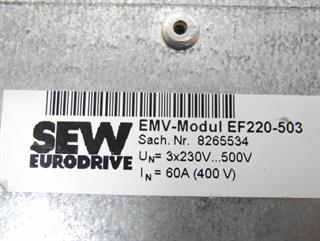 SEW
EURODRIVE
EMV-Modul EF220-503
Sach. Nr. 8265534
UN= 3x230V...500V
IN= 60A (400 V)